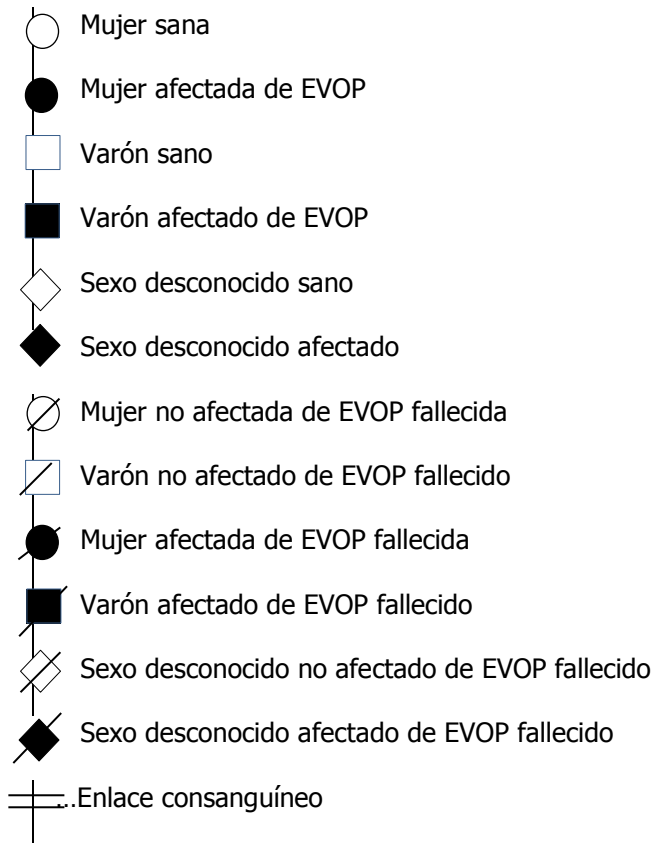 Mujer sana
Mujer afectada de EVOP
Varón sano
Varón afectado de EVOP
Sexo desconocido sano
Sexo desconocido afectado
Mujer no afectada de EVOP fallecida
Varón no afectado de EVOP fallecido
Mujer afectada de EVOP fallecida
Varón afectado de EVOP fallecido
Sexo desconocido no afectado de EVOP fallecido
Sexo desconocido afectado de EVOP fallecido
...Enlace consanguíneo